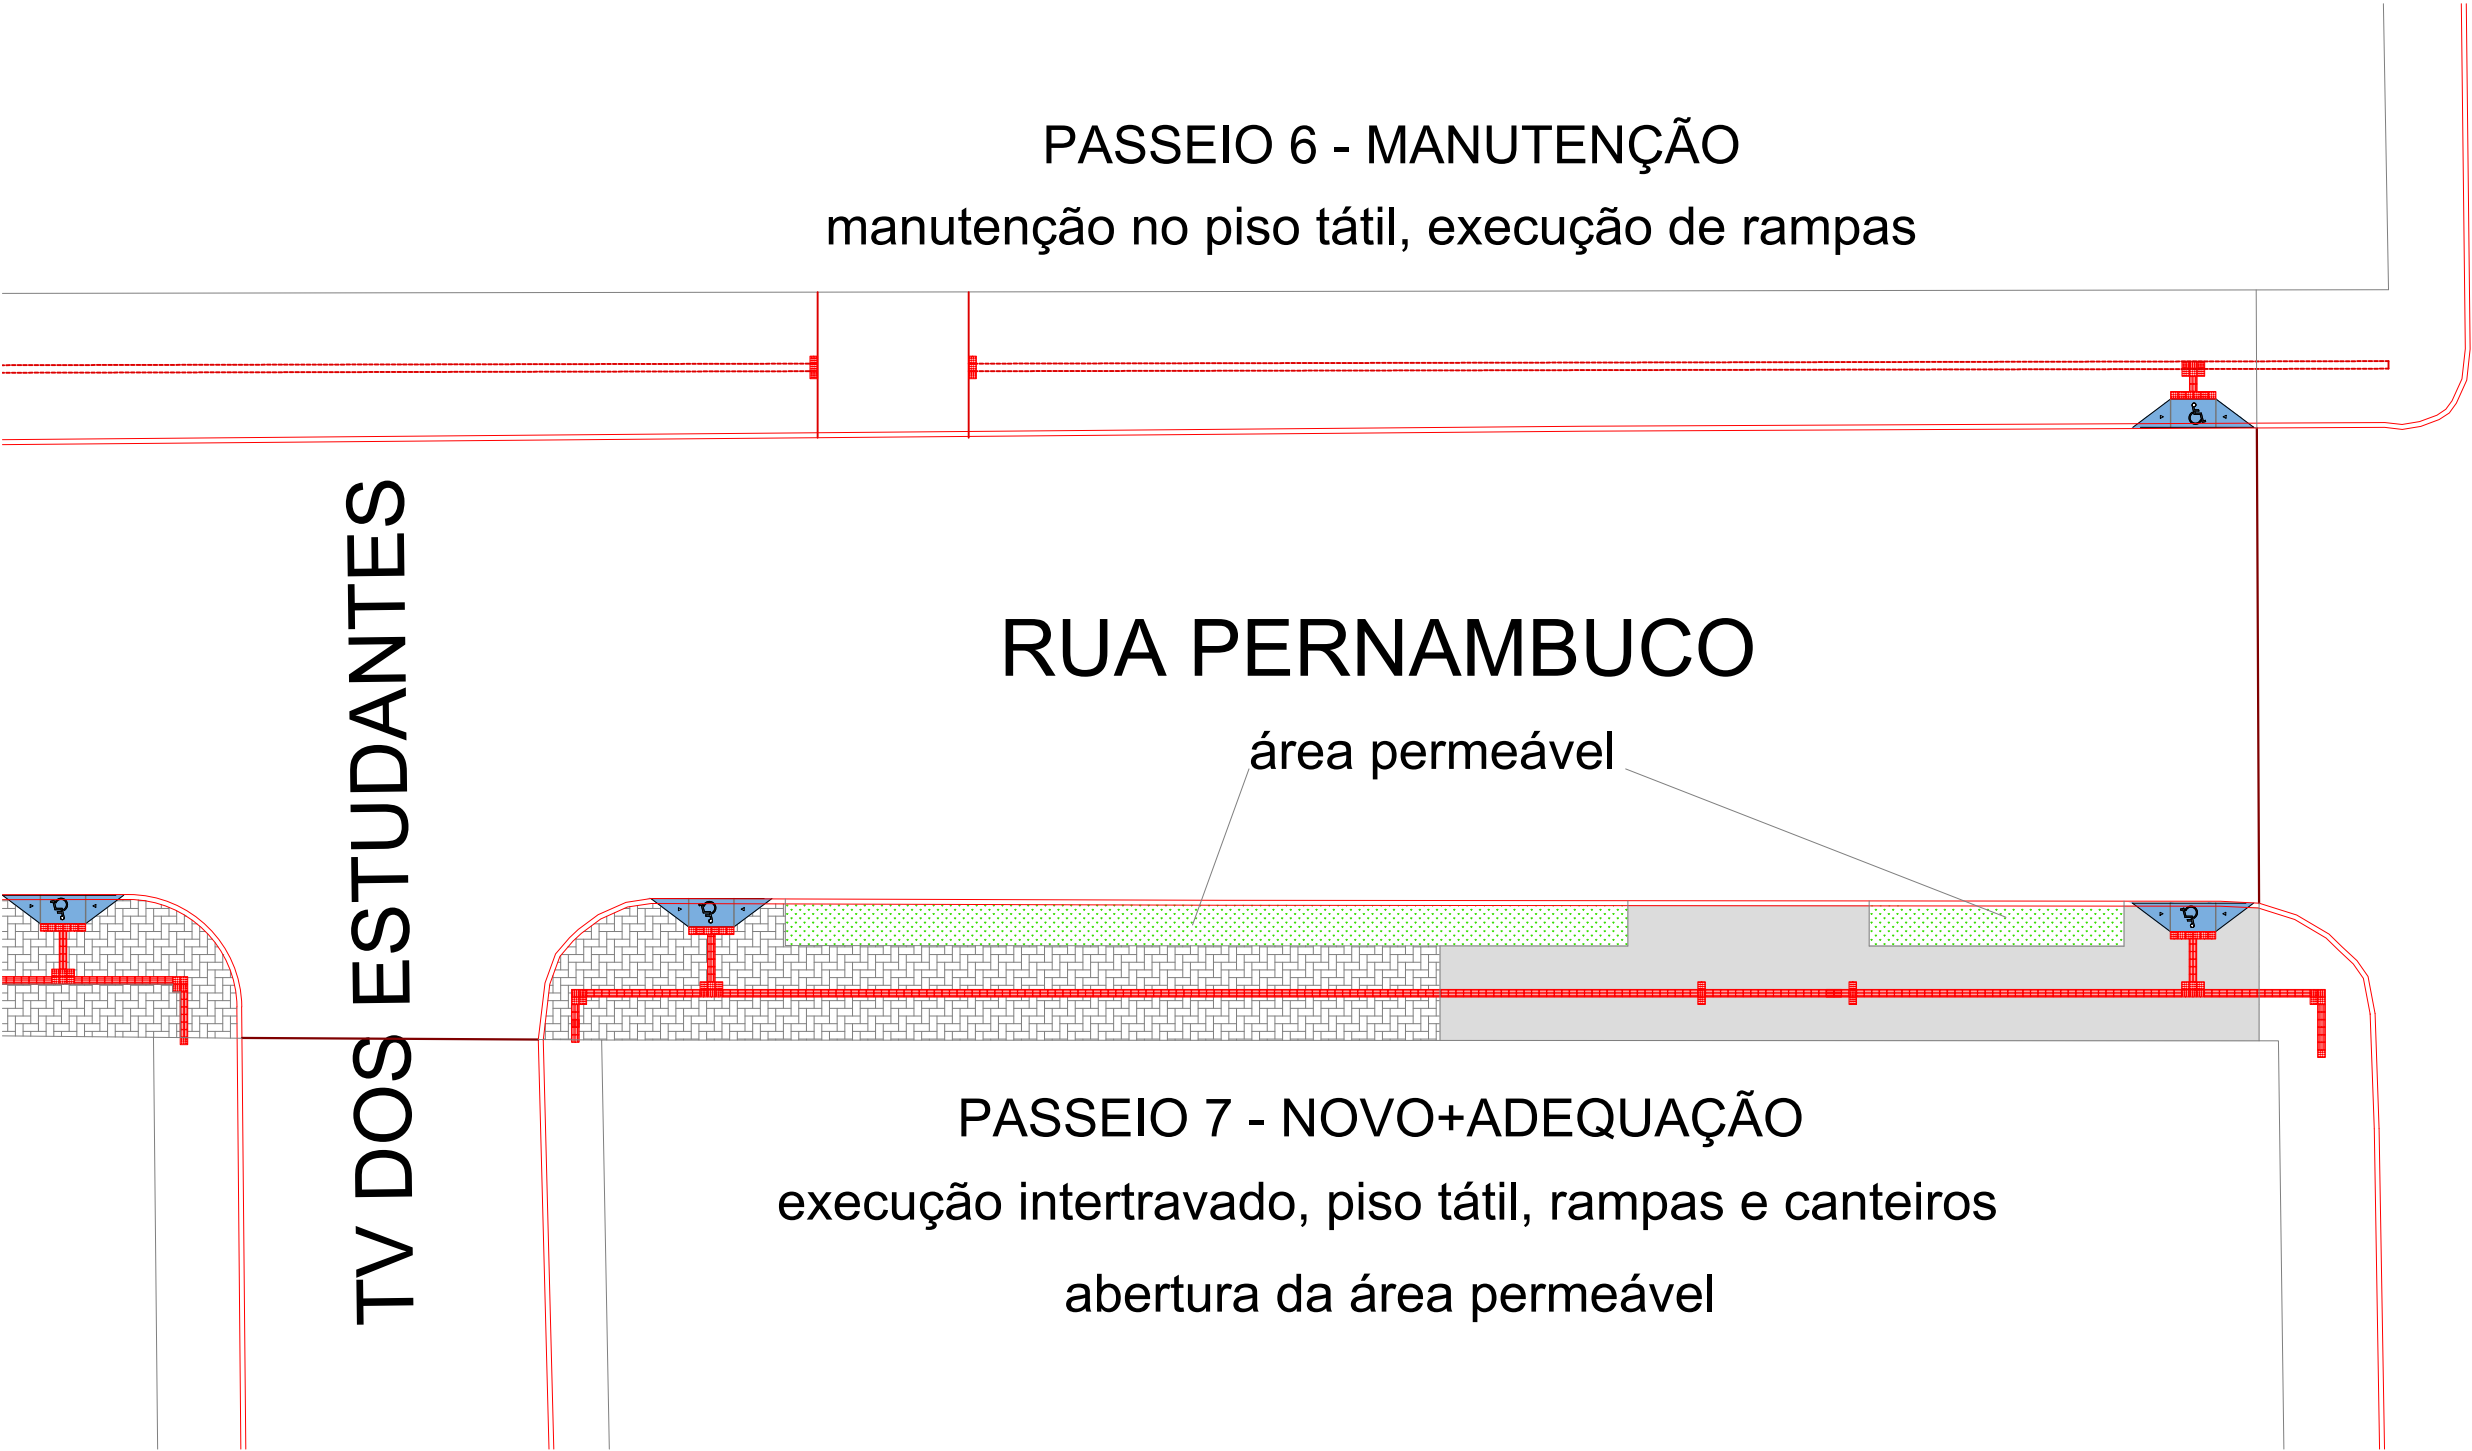 PASSEIO 6 - MANUTENÇÃO
manutenção no piso tátil, execução de rampas
TV DOS ESTUDANTES
RUA PERNAMBUCO
área permeável
PASSEIO 7 - NOVO+ADEQUAÇÃO
execução intertravado, piso tátil, rampas e canteiros
abertura da área permeável